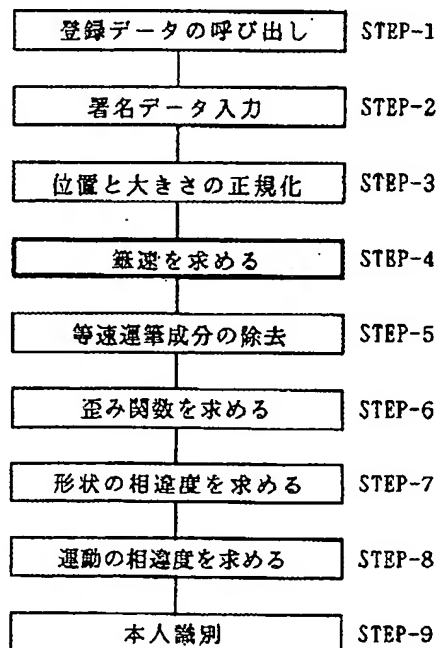 登録データの呼び出し STEP-1
署名データ入力 STEP-2
位置と大きさの正規化 STEP-3
筆速を求める STEP-4
等速運筆成分の除去 STEP-5
歪み関数を求める STEP-6
形状の相違度を求める STEP-7
運動の相違度を求める STEP-8
本人識別 STEP-9